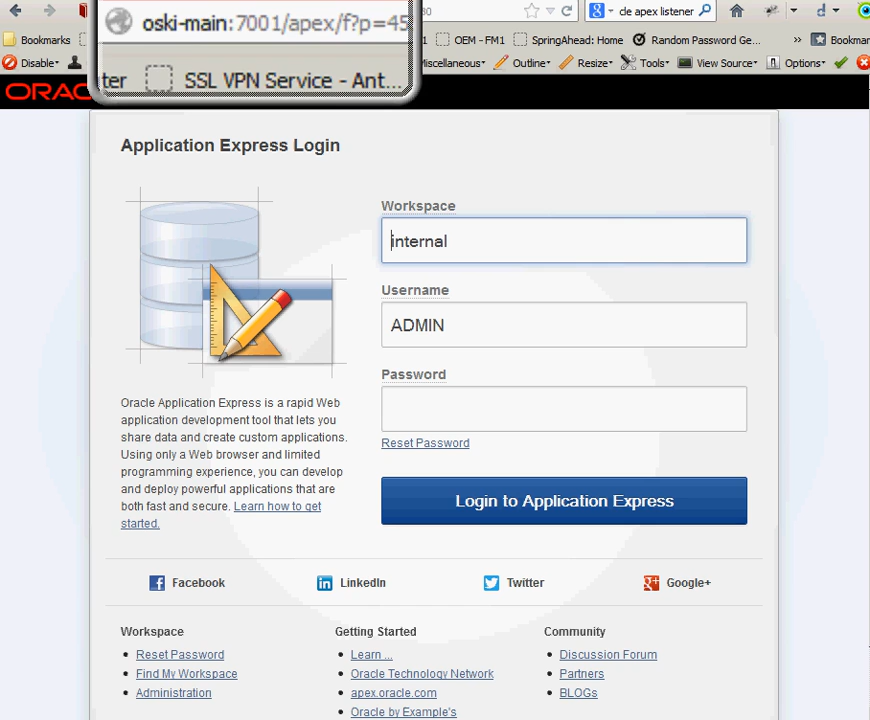 oski-main:7001/apex/f?p=45
SSL VPN Service - Ant...
cle apex listener
Bookmarks
OEM - FM1
SpringAhead: Home
Random Password Ge...
»
Disable
Miscellaneous
Outline
Resize
Tools
View Source
Options
Application Express Login
Workspace
internal
Username
ADMIN
Password
Reset Password
Login to Application Express
Oracle Application Express is a rapid Web
application development tool that lets you
share data and create custom applications.
Using only a Web browser and limited
programming experience, you can develop
and deploy powerful applications that are
both fast and secure. Learn how to get
started.
Facebook
LinkedIn
Twitter
Google+
Workspace
Reset Password
Find My Workspace
Administration
Getting Started
Learn ...
Oracle Technology Network
apex.oracle.com
Oracle by Example's
Community
Discussion Forum
Partners
BLOGs